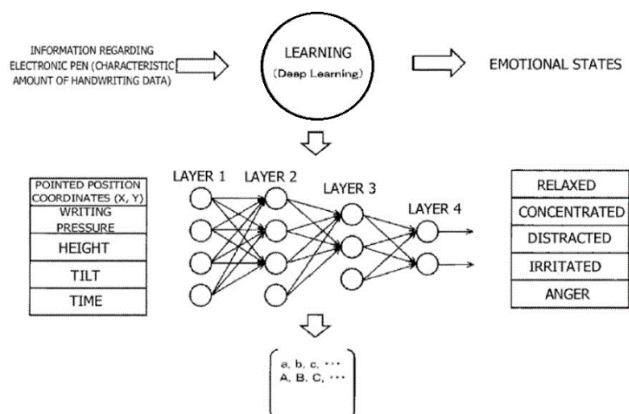 INFORMATION REGARDING
ELECTRONIC PEN (CHARACTERISTIC
AMOUNT OF HANDWRITING DATA)
LEARNING
(Deep Learning)
EMOTIONAL STATES
POINTED POSITION
COORDINATES (X, Y)
WRITING
PRESSURE
HEIGHT
TILT
TIME
LAYER 1
LAYER 2
LAYER 3
LAYER 4
RELAXED
CONCENTRATED
DISTRACTED
IRRITATED
ANGER
a, b, c, ···
A, B, C, ···